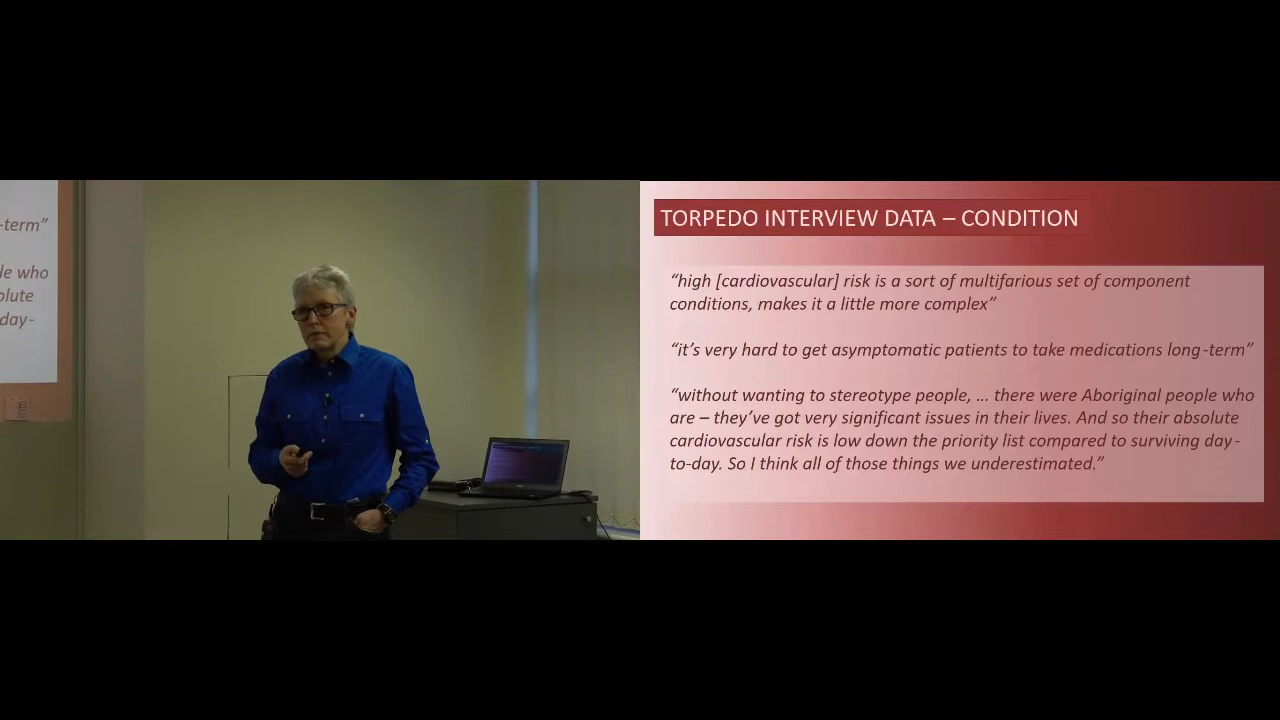 -term”
le who
olute
day-
TORPEDO INTERVIEW DATA – CONDITION
“high [cardiovascular] risk is a sort of multifarious set of component
conditions, makes it a little more complex”
“it’s very hard to get asymptomatic patients to take medications long-term”
“without wanting to stereotype people, … there were Aboriginal people who
are – they’ve got very significant issues in their lives. And so their absolute
cardiovascular risk is low down the priority list compared to surviving day-
to-day. So I think all of those things we underestimated.”